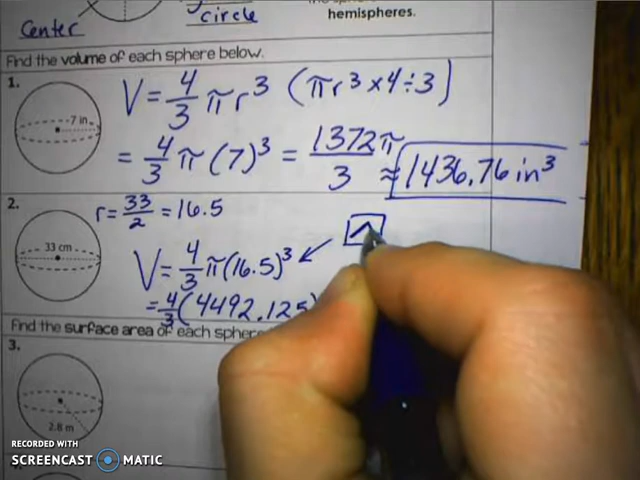 Center
circle
hemispheres.
Find the volume of each sphere below.
1.
7 in
V = 4/3 πr³ (πr³ × 4 ÷ 3)
= 4/3 π(7)³ = 1372π/3 ≈ 1436.76 in³
2.
33 cm
r = 33/2 = 16.5
V = 4/3 π(16.5)³
= 4/3(4492.125)
^
Find the surface area of each sphere
3.
2.8 m
RECORDED WITH
SCREENCAST MATIC